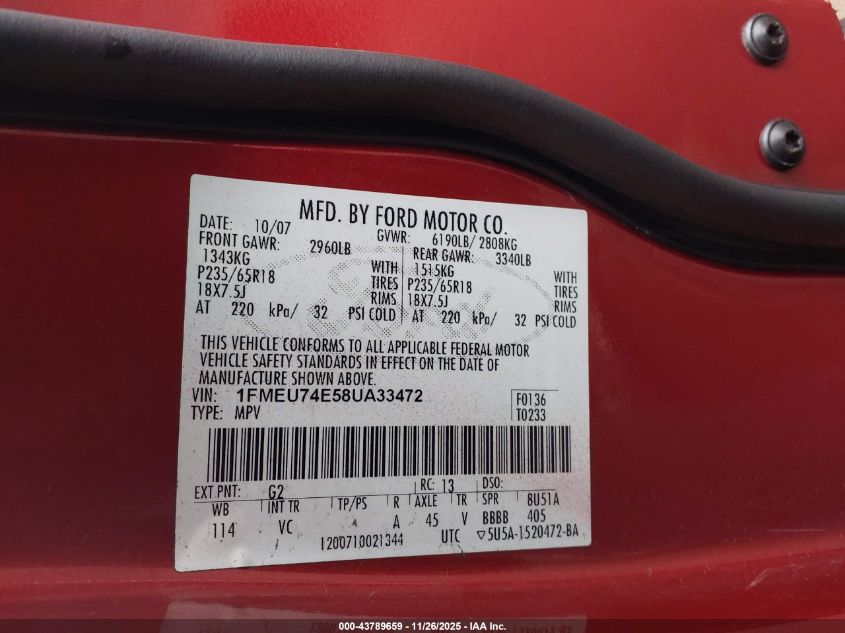 MFD. BY FORD MOTOR CO.
DATE: 10/07 GVWR: 6190LB/ 2808KG
FRONT GAWR: 2960LB REAR GAWR: 3340LB
1343KG WITH 1515KG WITH
P235/65R18 TIRES P235/65R18 TIRES
18X7.5J RIMS 18X7.5J RIMS
AT 220 kPa/ 32 PSI COLD AT 220 kPa/ 32 PSI COLD
THIS VEHICLE CONFORMS TO ALL APPLICABLE FEDERAL MOTOR
VEHICLE SAFETY STANDARDS IN EFFECT ON THE DATE OF
MANUFACTURE SHOWN ABOVE.
VIN: 1FMEU74E58UA33472 F0136
TYPE: MPV T0233
EXT PNT: G2 RC: 13 DSO:
WB INT TR TP/PS R AXLE TR SPR 8U51A
114 VC 4 A 45 V BBBB 405
1200710021344 UTC ▽5U5A-1520472-BA
Ford
000-43789659 - 11/26/2025 - IAA Inc.